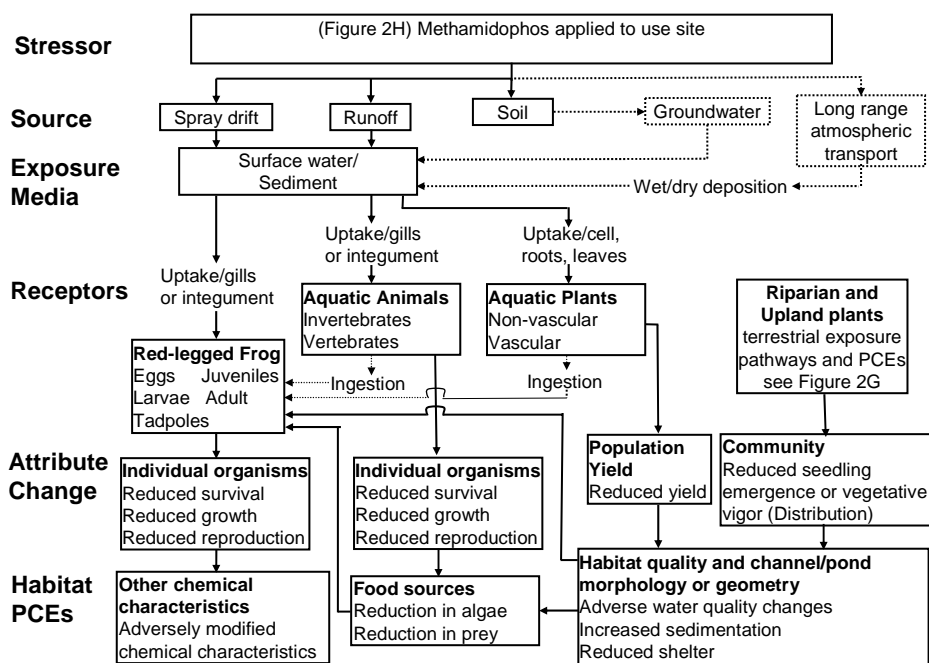 Stressor
(Figure 2H) Methamidophos applied to use site
Source
Spray drift
Runoff
Soil
Groundwater
Long range
atmospheric
transport
Exposure
Media
Surface water/
Sediment
Wet/dry deposition
Uptake/gills
or integument
Uptake/gills
or integument
Uptake/cell,
roots, leaves
Receptors
Red-legged Frog
Eggs Juveniles
Larvae Adult
Tadpoles
Aquatic Animals
Invertebrates
Vertebrates
Aquatic Plants
Non-vascular
Vascular
Riparian and
Upland plants
terrestrial exposure
pathways and PCEs
see Figure 2G
Ingestion
Ingestion
Attribute
Change
Individual organisms
Reduced survival
Reduced growth
Reduced reproduction
Individual organisms
Reduced survival
Reduced growth
Reduced reproduction
Population
Yield
Reduced yield
Community
Reduced seedling
emergence or vegetative
vigor (Distribution)
Habitat
PCEs
Other chemical
characteristics
Adversely modified
chemical characteristics
Food sources
Reduction in algae
Reduction in prey
Habitat quality and channel/pond
morphology or geometry
Adverse water quality changes
Increased sedimentation
Reduced shelter